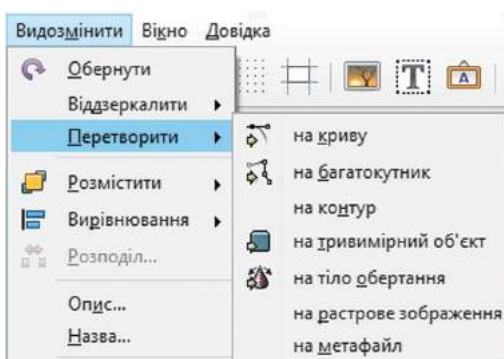 Видозмінити Вікно Довідка
Обернути
Віддзеркалити
Перетворити
Розмістити
Вирівнювання
Розподіл...
Опис...
Назва...
T A
на криву
на багатокутник
на контур
на тривимірний об'єкт
на тіло обертання
на растрове зображення
на метафайл